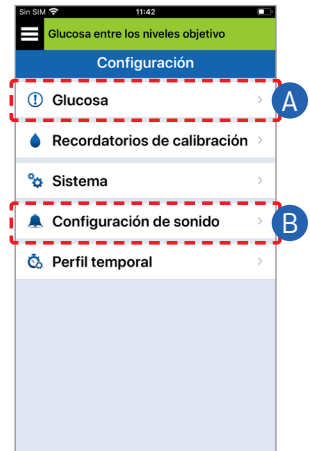 Sin SIM 11:42
Glucosa entre los niveles objetivo
Configuración
Glucosa
A
Recordatorios de calibración
Sistema
Configuración de sonido
B
Perfil temporal